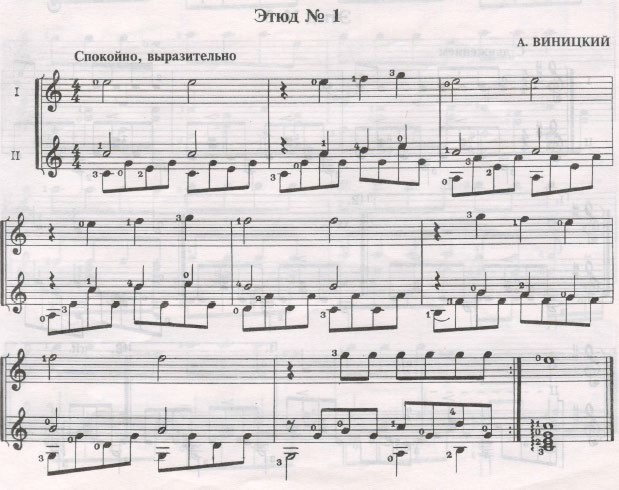 Этюд № 1
А. ВИНИЦКИЙ
Спокойно, выразительно
I
II